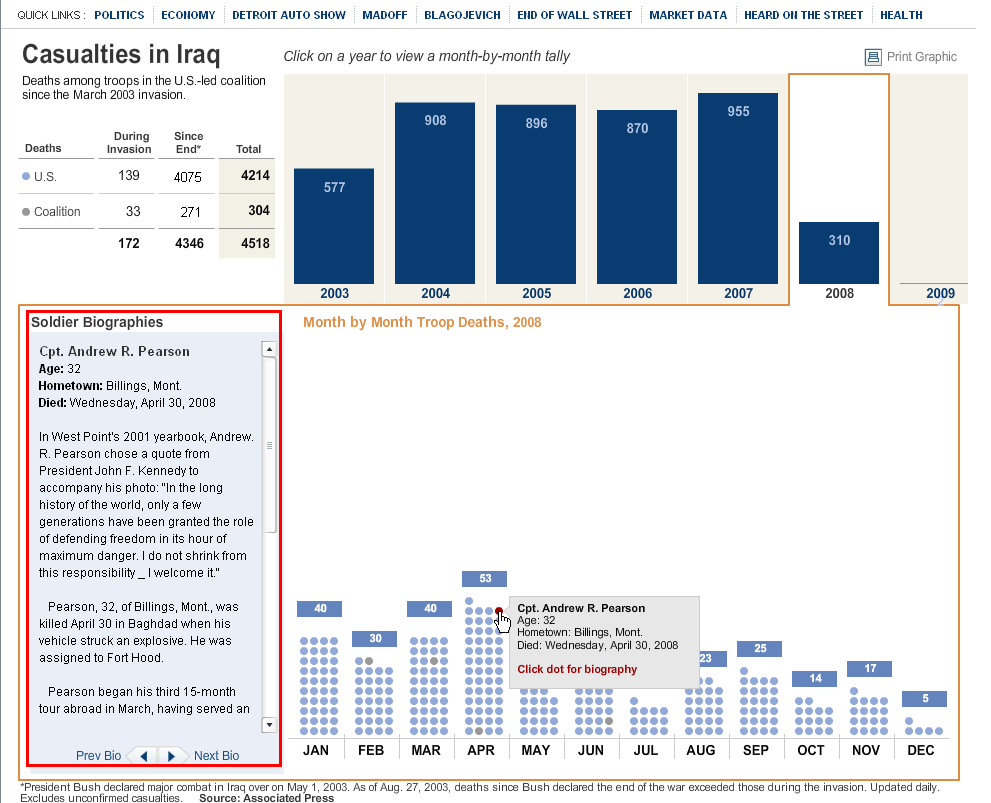 QUICK LINKS : POLITICS ECONOMY DETROIT AUTO SHOW MADOFF BLAGOJEVICH END OF WALL STREET MARKET DATA HEARD ON THE STREET HEALTH
Casualties in Iraq
Deaths among troops in the U.S.-led coalition
since the March 2003 invasion.
Click on a year to view a month-by-month tally
Print Graphic
Deaths During Invasion Since End* Total
U.S. 139 4075 4214
Coalition 33 271 304
172 4346 4518
577 908 896 870 955 310
2003 2004 2005 2006 2007 2008 2009
Soldier Biographies
Cpt. Andrew R. Pearson
Age: 32
Hometown: Billings, Mont.
Died: Wednesday, April 30, 2008
In West Point's 2001 yearbook, Andrew.
R. Pearson chose a quote from
President John F. Kennedy to
accompany his photo: "In the long
history of the world, only a few
generations have been granted the role
of defending freedom in its hour of
maximum danger. I do not shrink from
this responsibility _ I welcome it."
Pearson, 32, of Billings, Mont., was
killed April 30 in Baghdad when his
vehicle struck an explosive. He was
assigned to Fort Hood.
Pearson began his third 15-month
tour abroad in March, having served an
Prev Bio Next Bio
Month by Month Troop Deaths, 2008
40 30 40 53 23 25 14 17 5
Cpt. Andrew R. Pearson
Age: 32
Hometown: Billings, Mont.
Died: Wednesday, April 30, 2008
Click dot for biography
JAN FEB MAR APR MAY JUN JUL AUG SEP OCT NOV DEC
*President Bush declared major combat in Iraq over on May 1, 2003. As of Aug. 27, 2003, deaths since Bush declared the end of the war exceeded those during the invasion. Updated daily.
Excludes unconfirmed casualties. Source: Associated Press